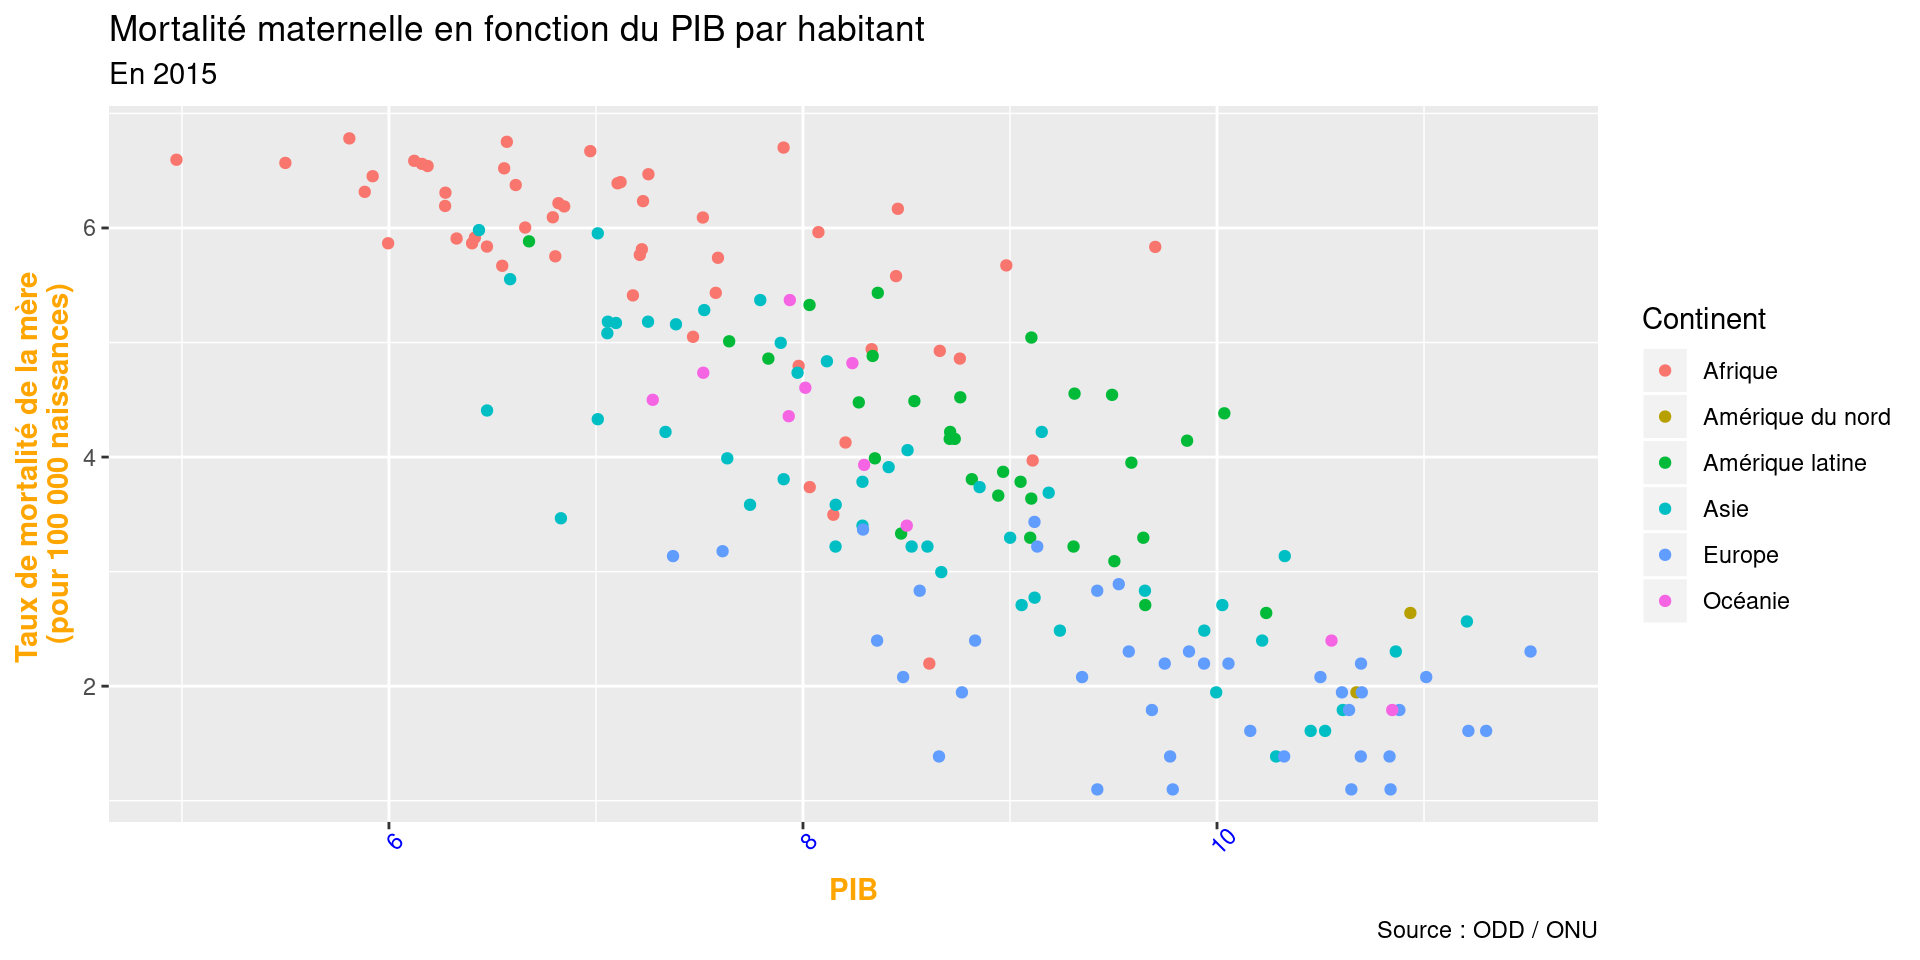 Mortalité maternelle en fonction du PIB par habitant
En 2015
Taux de mortalité de la mère
(pour 100 000 naissances)
6
4
2
6
8
10
PIB
Continent
Afrique
Amérique du nord
Amérique latine
Asie
Europe
Océanie
Source : ODD / ONU